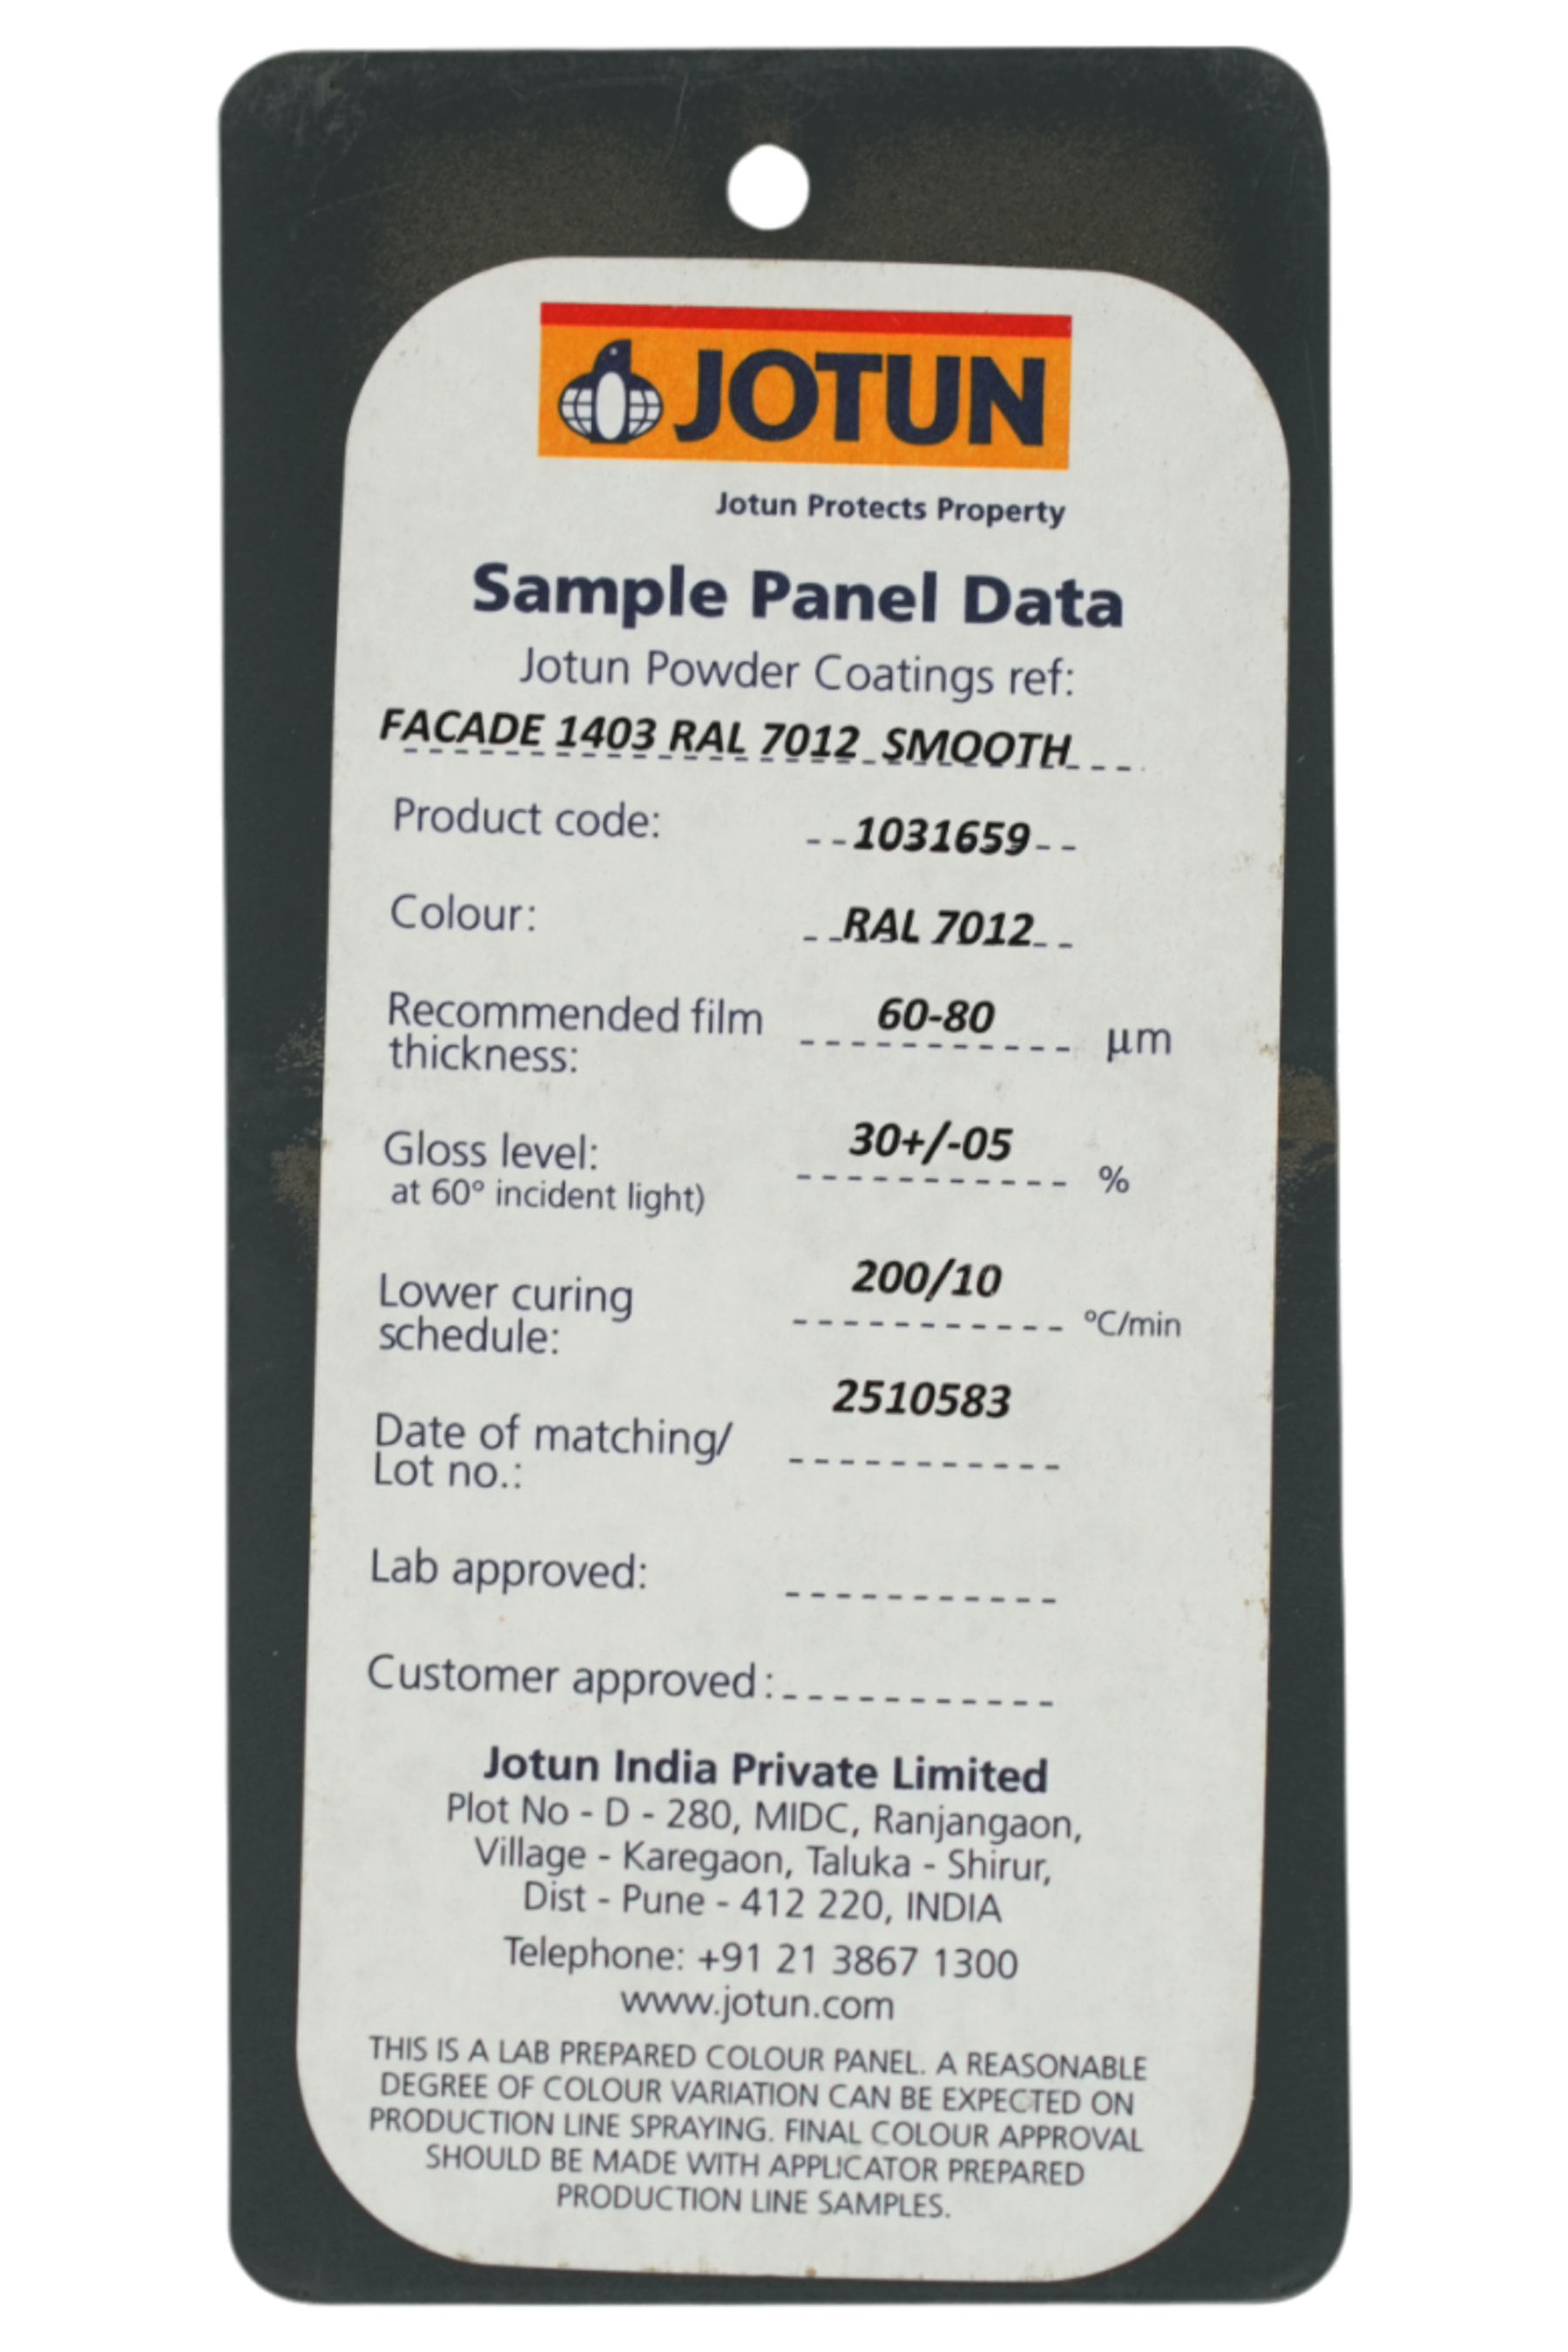 JOTUN
Jotun Protects Property
Sample Panel Data
Jotun Powder Coatings ref:
FACADE 1403 RAL 7012 SMOOTH
Product code: 1031659
Colour: RAL 7012
Recommended film
thickness: 60-80 µm
Gloss level: 30+/-05 %
at 60° incident light)
Lower curing
schedule: 200/10 °C/min
Date of matching/
Lot no.: 2510583
Lab approved:
Customer approved:
Jotun India Private Limited
Plot No - D - 280, MIDC, Ranjangaon,
Village - Karegaon, Taluka - Shirur,
Dist - Pune - 412 220, INDIA
Telephone: +91 21 3867 1300
www.jotun.com
THIS IS A LAB PREPARED COLOUR PANEL. A REASONABLE
DEGREE OF COLOUR VARIATION CAN BE EXPECTED ON
PRODUCTION LINE SPRAYING. FINAL COLOUR APPROVAL
SHOULD BE MADE WITH APPLICATOR PREPARED
PRODUCTION LINE SAMPLES.